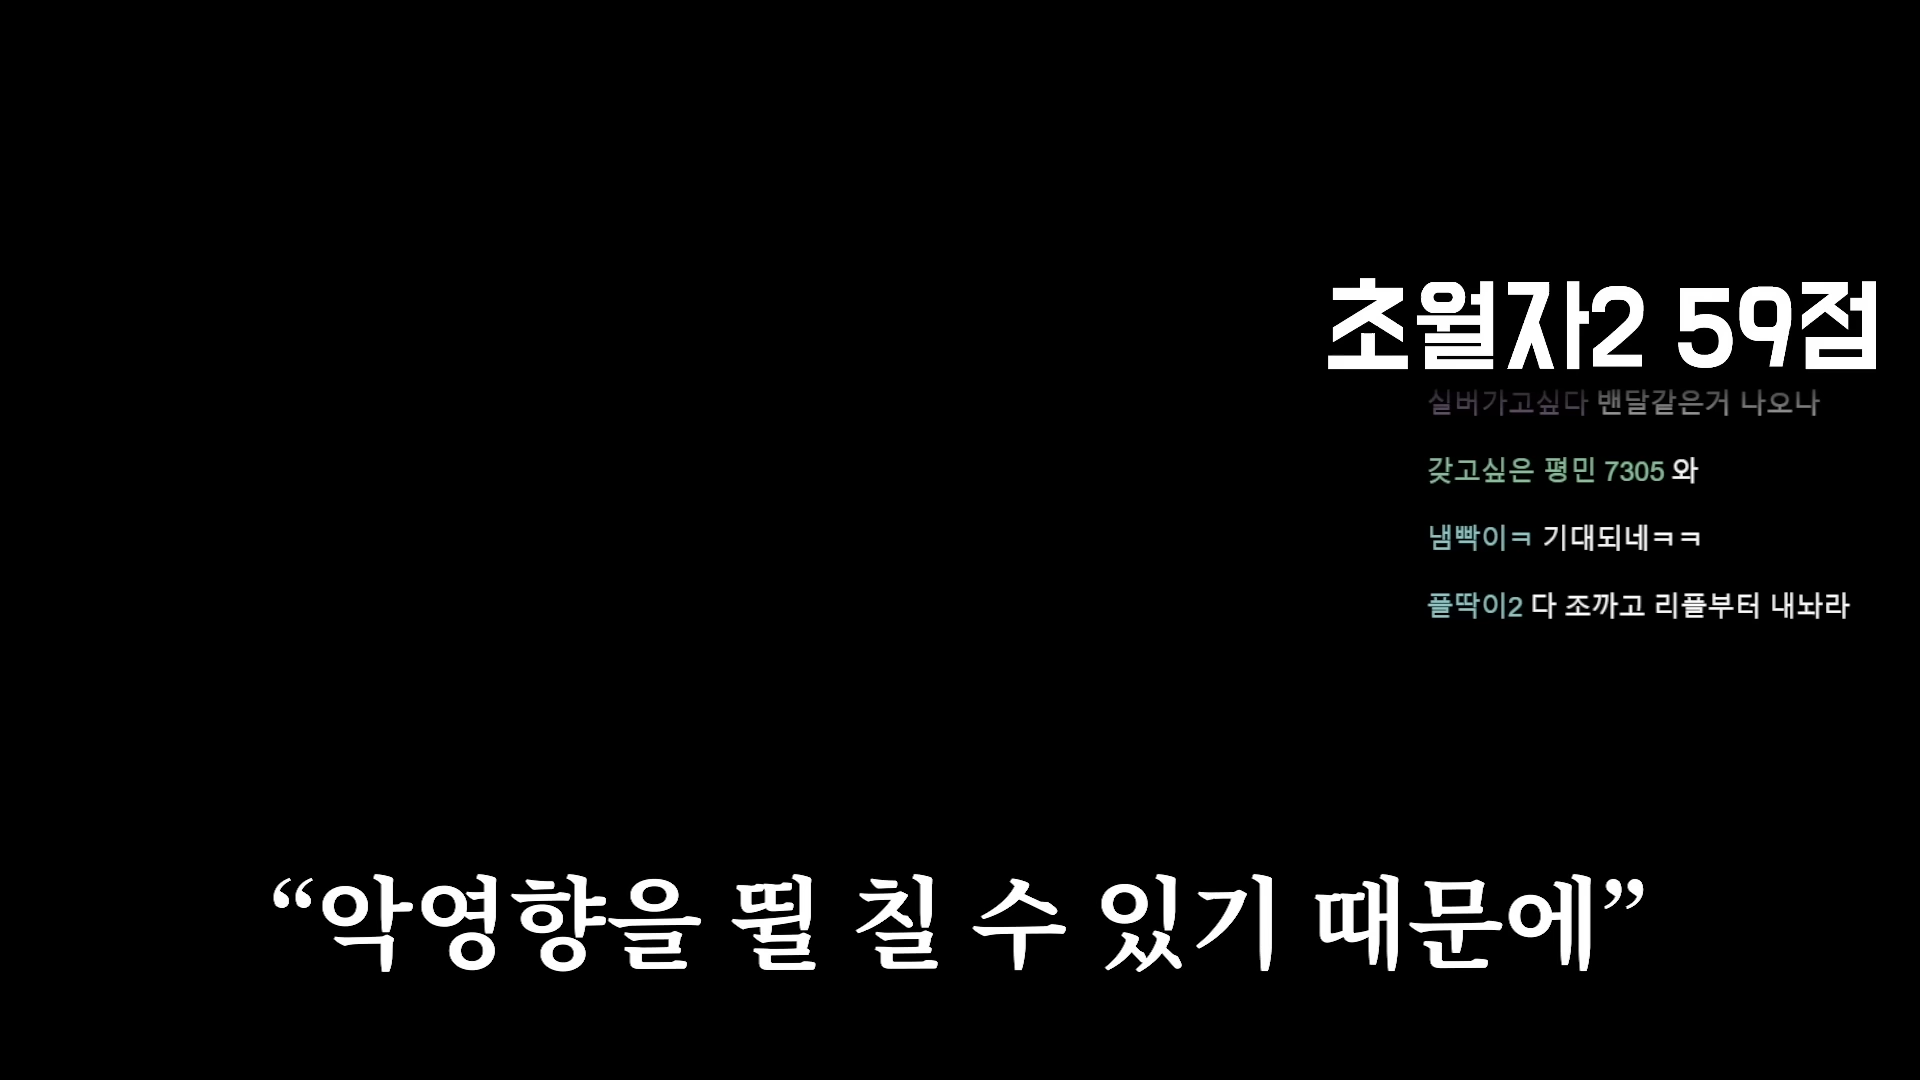 초월자2 59점
실버가고싶다 밴달같은거 나오나
갖고싶은 평민 7305 와
냄빡이ㅋ 기대되네ㅋㅋ
플딱이2 다 조까고 리플부터 내놔라
“악영향을 뛸 칠 수 있기 때문에”